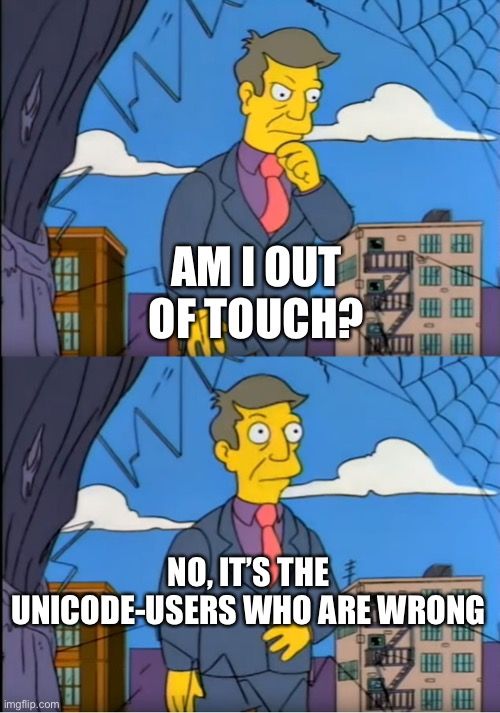 AM I OUT
OF TOUCH?
NO, IT’S THE
UNICODE-USERS WHO ARE WRONG
imgflip.com